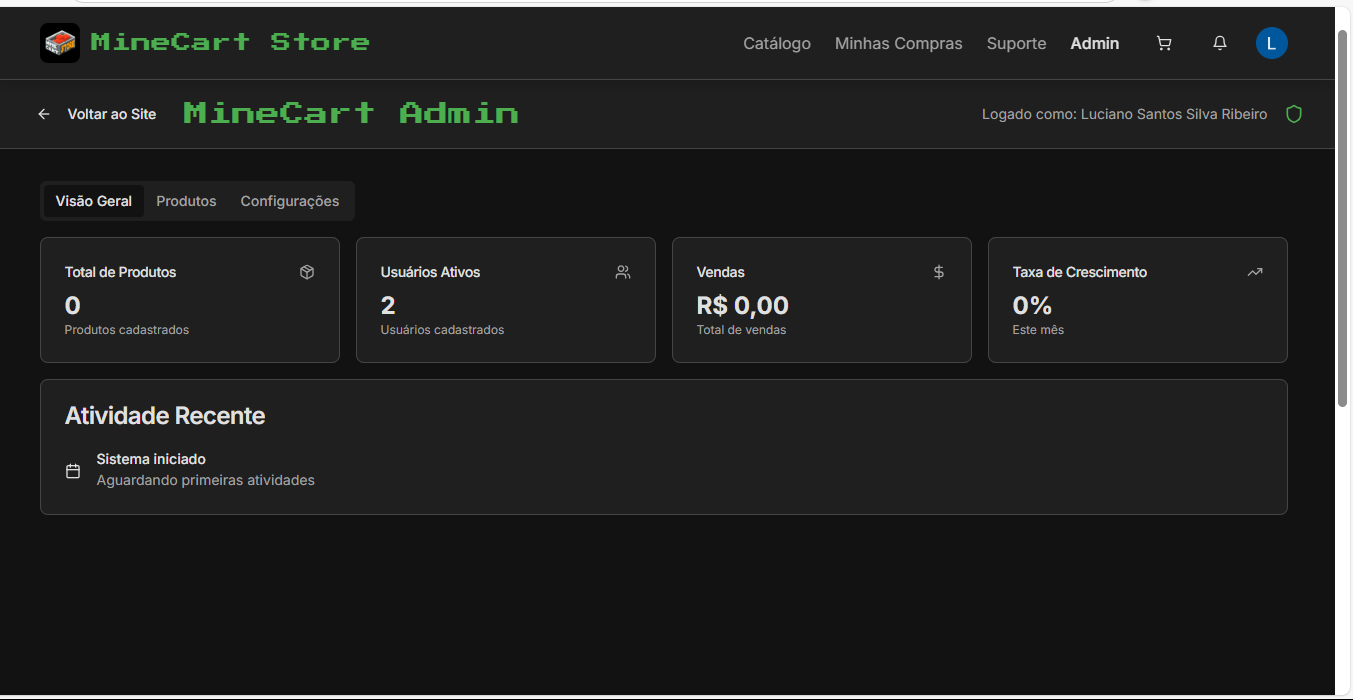 MineCart Store
Catálogo Minhas Compras Suporte Admin L
Voltar ao Site MineCart Admin Logado como: Luciano Santos Silva Ribeiro
Visão Geral Produtos Configurações
Total de Produtos
0
Produtos cadastrados
Usuários Ativos
2
Usuários cadastrados
Vendas
R$ 0,00
Total de vendas
Taxa de Crescimento
0%
Este mês
Atividade Recente
Sistema iniciado
Aguardando primeiras atividades